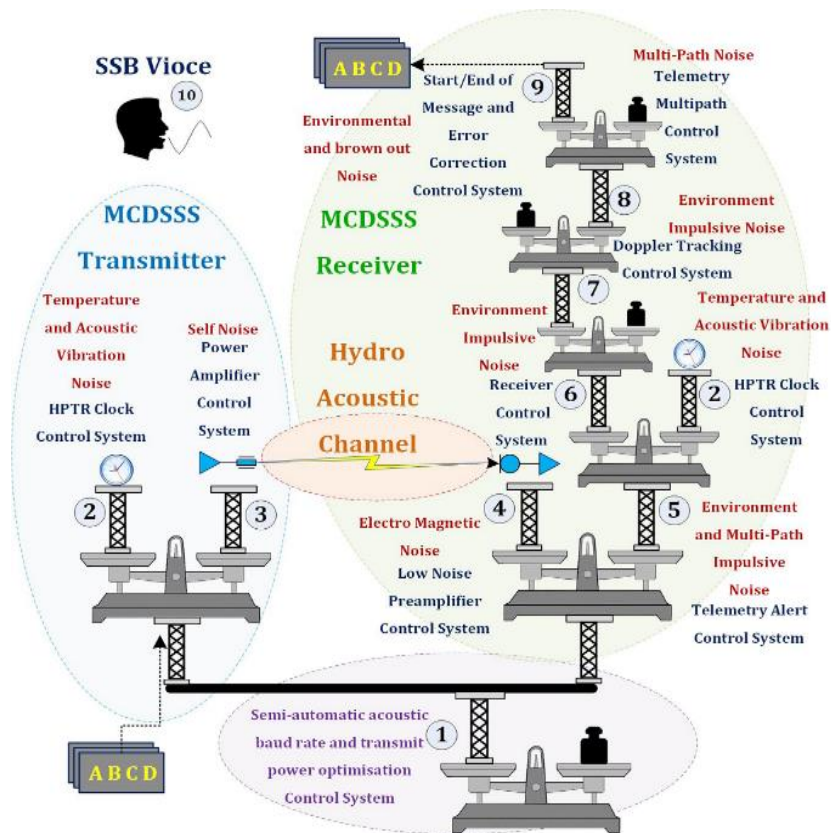 SSB Vioce
10
A B C D
Start/End of
Message and
Error
Correction
Control System
9
Multi-Path Noise
Telemetry
Multipath
Control
System
Environmental
and brown out
Noise
8
MCDSSS
Transmitter
MCDSSS
Receiver
Environment
Impulsive Noise
Doppler Tracking
Control System
7
Temperature
and Acoustic
Vibration
Noise
HPTR Clock
Control System
Self Noise
Power
Amplifier
Control
System
Hydro
Acoustic
Channel
Environment
Impulsive
Noise
Receiver
Control
System
6
Temperature and
Acoustic Vibration
Noise
2
HPTR Clock
Control
System
2
3
4
5
Electro Magnetic
Noise
Low Noise
Preamplifier
Control System
Environment
and Multi-Path
Impulsive
Noise
Telemetry Alert
Control System
A B C D
Semi-automatic acoustic
baud rate and transmit
power optimisation
Control System
1